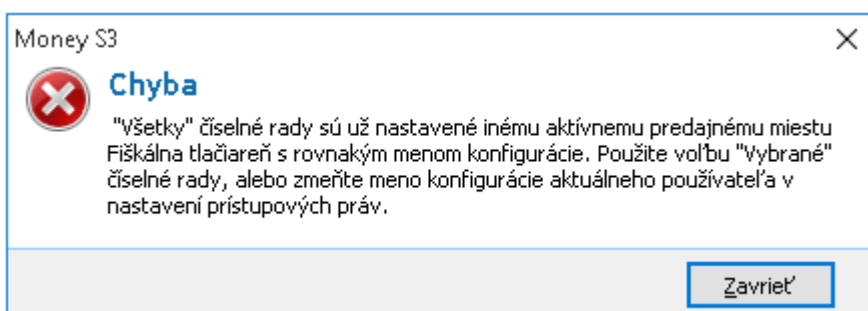 Money S3
Chyba
"Všetky" číselné rady sú už nastavené inému aktívnemu predajnému miestu
Fiškálna tlačiareň s rovnakým menom konfigurácie. Použite voľbu "Vybrané"
číselné rady, alebo zmeňte meno konfigurácie aktuálneho používateľa v
nastavení prístupových práv.
Zavrieť